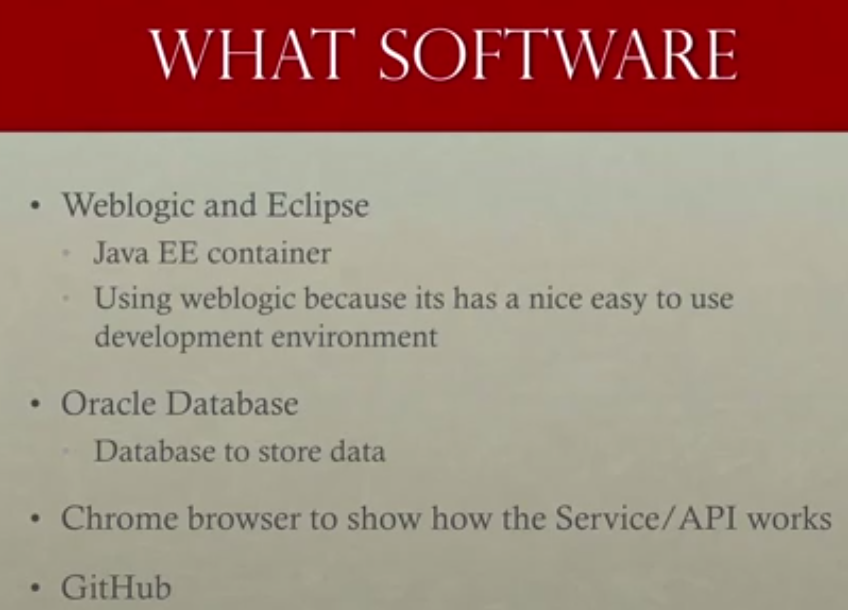 WHAT SOFTWARE
• Weblogic and Eclipse
• Java EE container
• Using weblogic because its has a nice easy to use
development environment
• Oracle Database
• Database to store data
• Chrome browser to show how the Service/API works
• GitHub